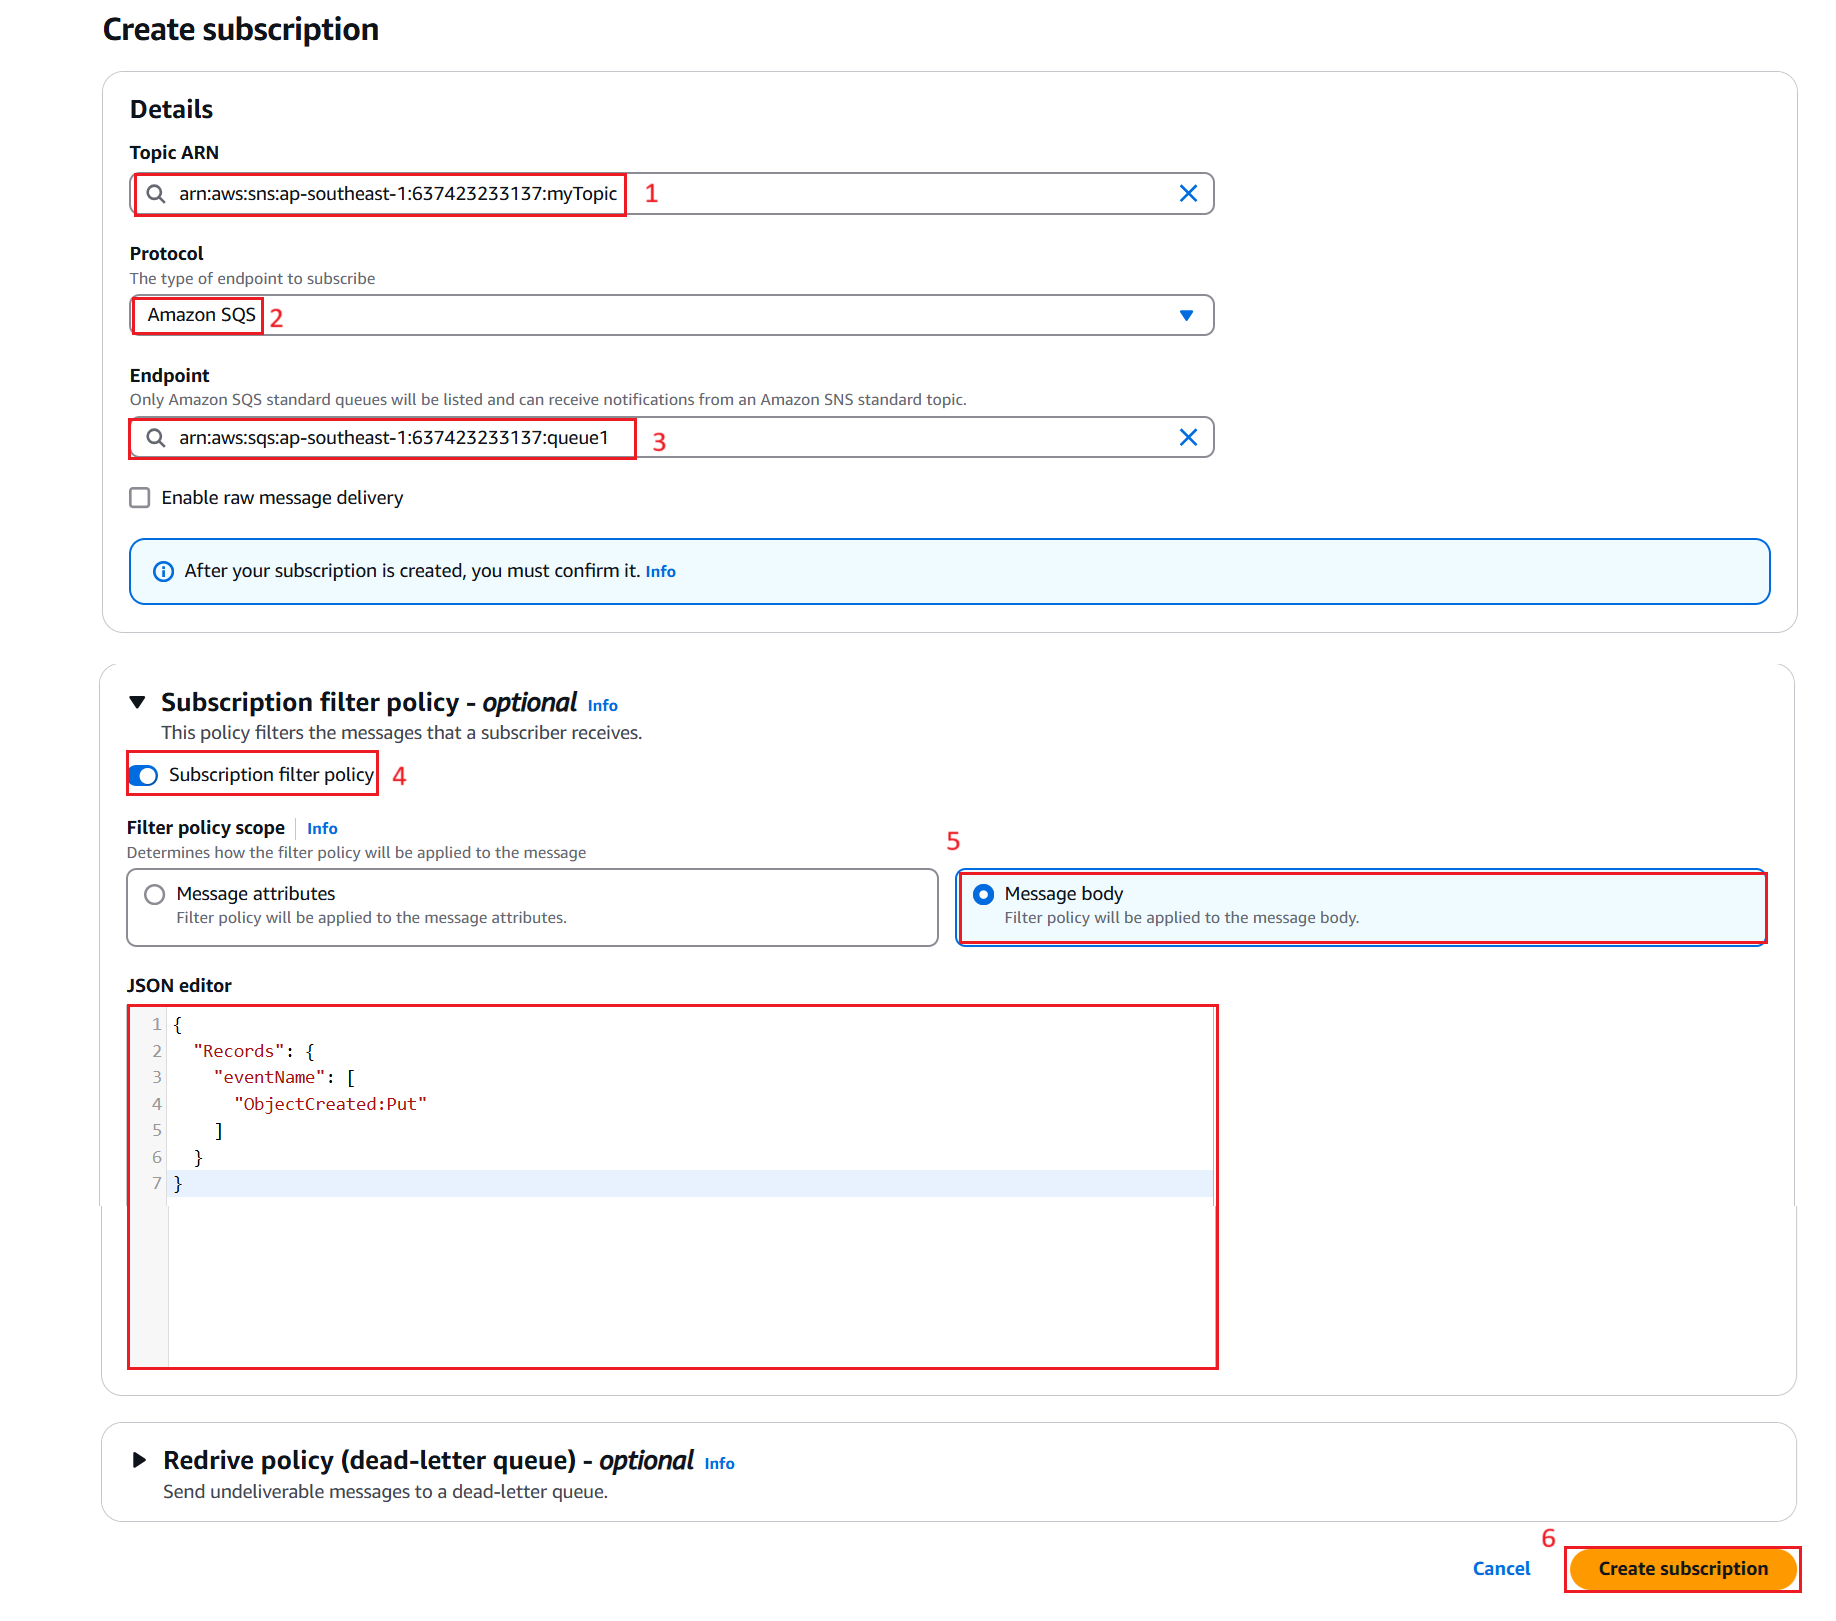 Create subscription
Details
Topic ARN
arn:aws:sns:ap-southeast-1:637423233137:myTopic 1
Protocol
The type of endpoint to subscribe
Amazon SQS 2
Endpoint
Only Amazon SQS standard queues will be listed and can receive notifications from an Amazon SNS standard topic.
arn:aws:sqs:ap-southeast-1:637423233137:queue1 3
Enable raw message delivery
After your subscription is created, you must confirm it. Info
Subscription filter policy - optional Info
This policy filters the messages that a subscriber receives.
Subscription filter policy 4
Filter policy scope Info
Determines how the filter policy will be applied to the message
5
Message attributes
Filter policy will be applied to the message attributes.
Message body
Filter policy will be applied to the message body.
JSON editor
1 {
2 "Records": {
3 "eventName": [
4 "ObjectCreated:Put"
5 ]
6 }
7 }
Redrive policy (dead-letter queue) - optional Info
Send undeliverable messages to a dead-letter queue.
6
Cancel Create subscription